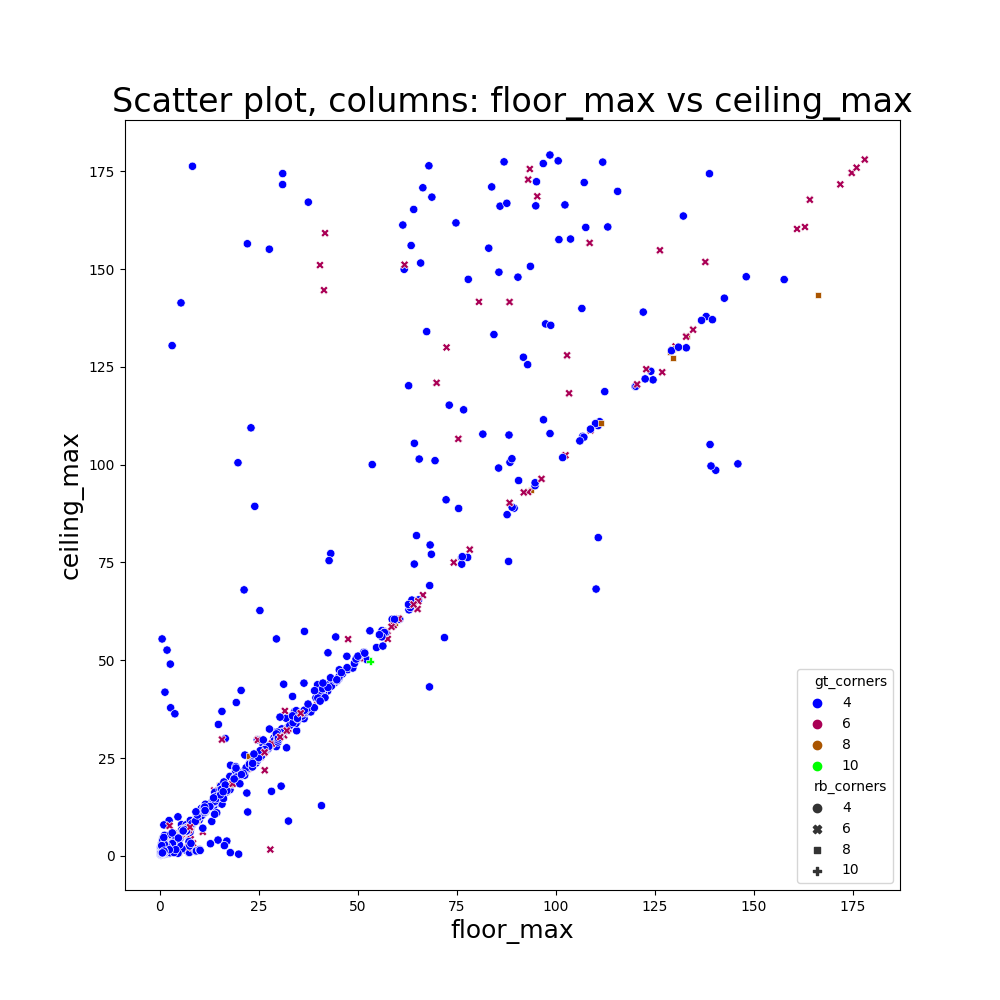 Scatter plot, columns: floor_max vs ceiling_max
175
150
125
100
75
50
25
0
ceiling_max
0 25 50 75 100 125 150 175
floor_max
gt_corners
4
6
8
10
rb_corners
4
6
8
10